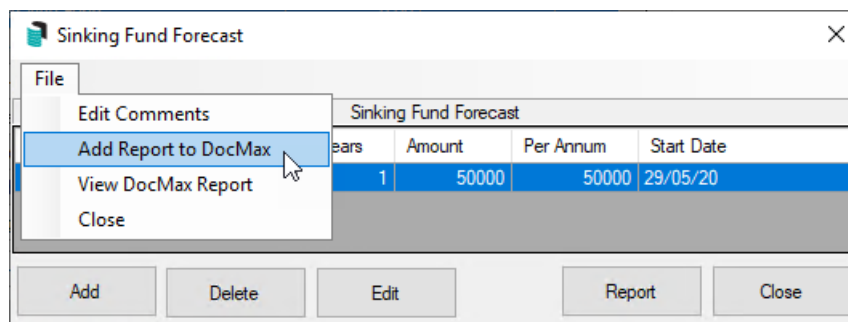 Sinking Fund Forecast
File
Edit Comments
Add Report to DocMax
View DocMax Report
Close
Sinking Fund Forecast
ears Amount Per Annum Start Date
1 50000 50000 29/05/20
Add Delete Edit Report Close